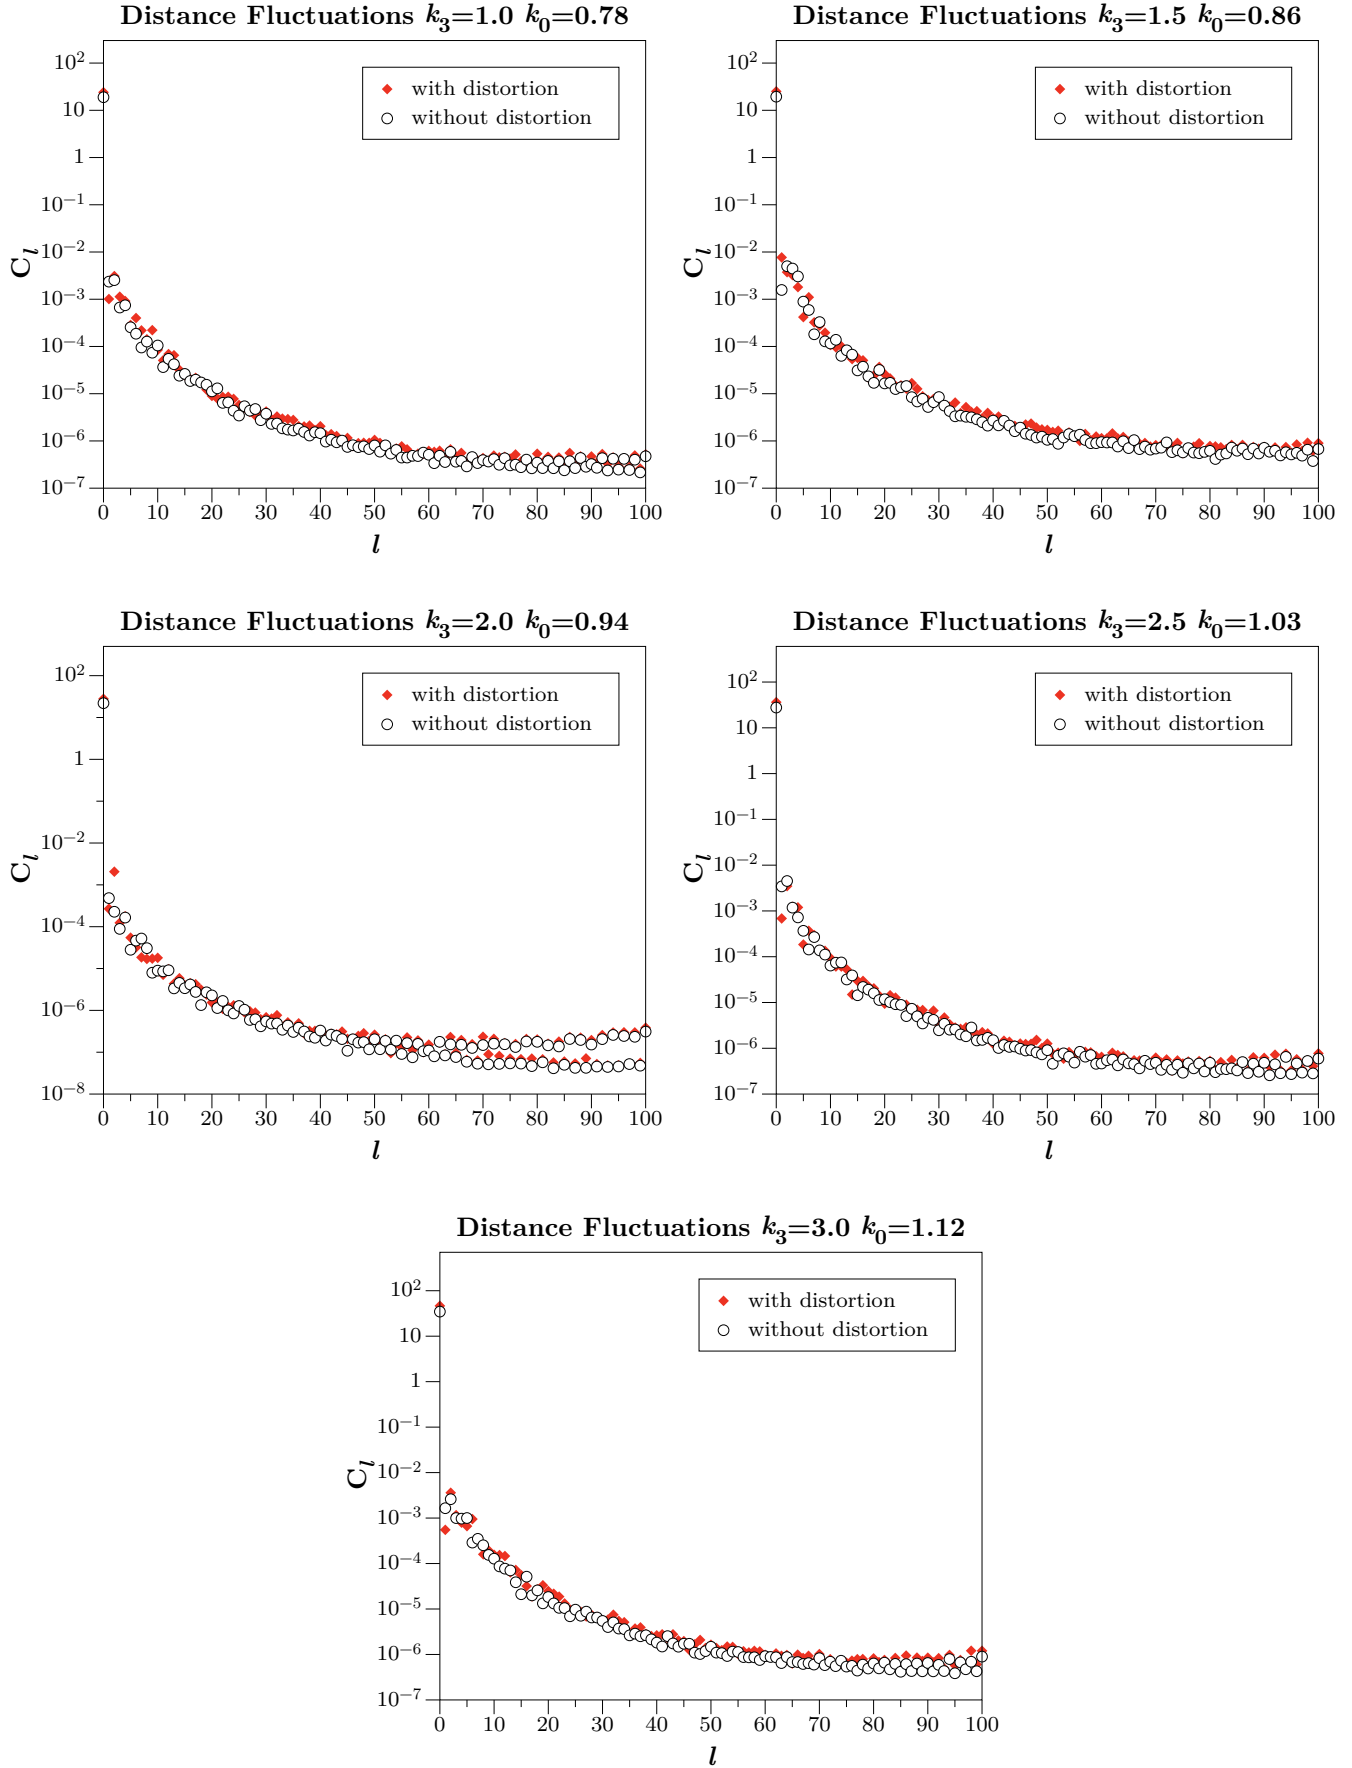 Distance Fluctuations k₃=1.0 k₀=0.78
10²
10
1
10⁻¹
10⁻²
10⁻³
10⁻⁴
10⁻⁵
10⁻⁶
10⁻⁷
C_l
with distortion
without distortion
0 10 20 30 40 50 60 70 80 90 100
l
Distance Fluctuations k₃=1.5 k₀=0.86
10²
10
1
10⁻¹
10⁻²
10⁻³
10⁻⁴
10⁻⁵
10⁻⁶
10⁻⁷
C_l
with distortion
without distortion
0 10 20 30 40 50 60 70 80 90 100
l
Distance Fluctuations k₃=2.0 k₀=0.94
10²
1
10⁻²
10⁻⁴
10⁻⁶
10⁻⁸
C_l
with distortion
without distortion
0 10 20 30 40 50 60 70 80 90 100
l
Distance Fluctuations k₃=2.5 k₀=1.03
10²
10
1
10⁻¹
10⁻²
10⁻³
10⁻⁴
10⁻⁵
10⁻⁶
10⁻⁷
C_l
with distortion
without distortion
0 10 20 30 40 50 60 70 80 90 100
l
Distance Fluctuations k₃=3.0 k₀=1.12
10²
10
1
10⁻¹
10⁻²
10⁻³
10⁻⁴
10⁻⁵
10⁻⁶
10⁻⁷
C_l
with distortion
without distortion
0 10 20 30 40 50 60 70 80 90 100
l